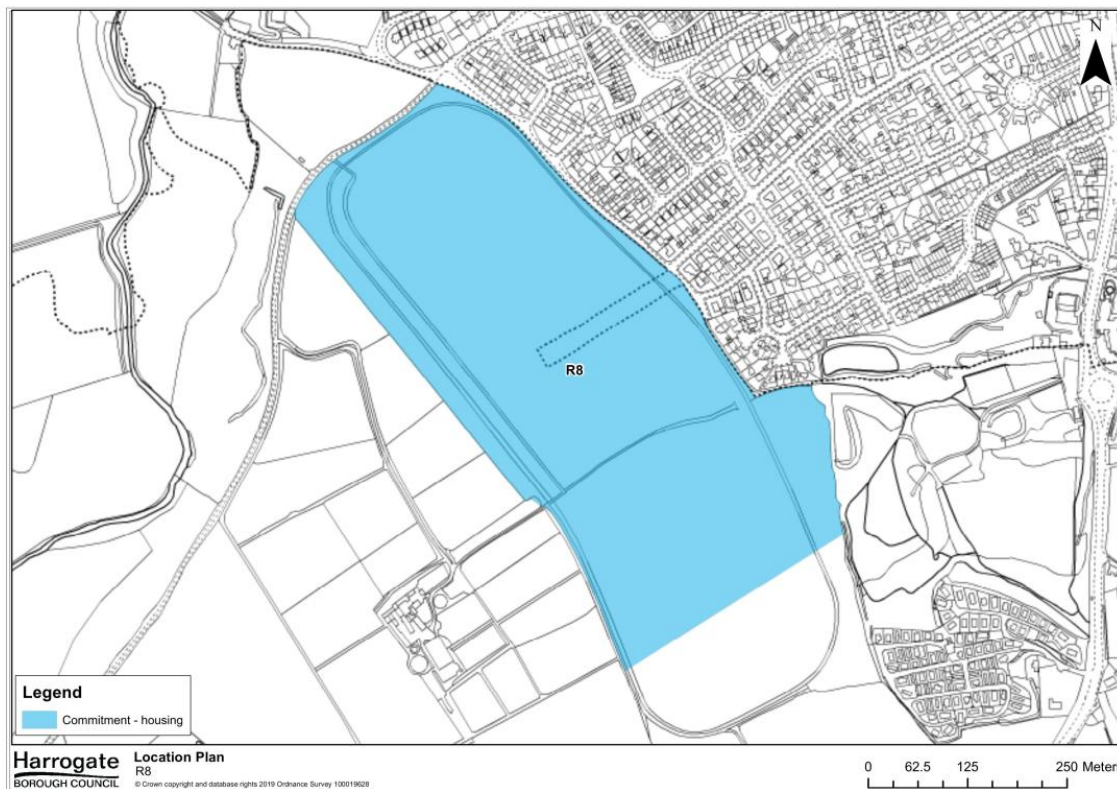 N
R8
Legend
Commitment - housing
Harrogate
BOROUGH COUNCIL
Location Plan
R8
© Crown copyright and database rights 2019 Ordnance Survey 100019628
0 62.5 125 250 Meters